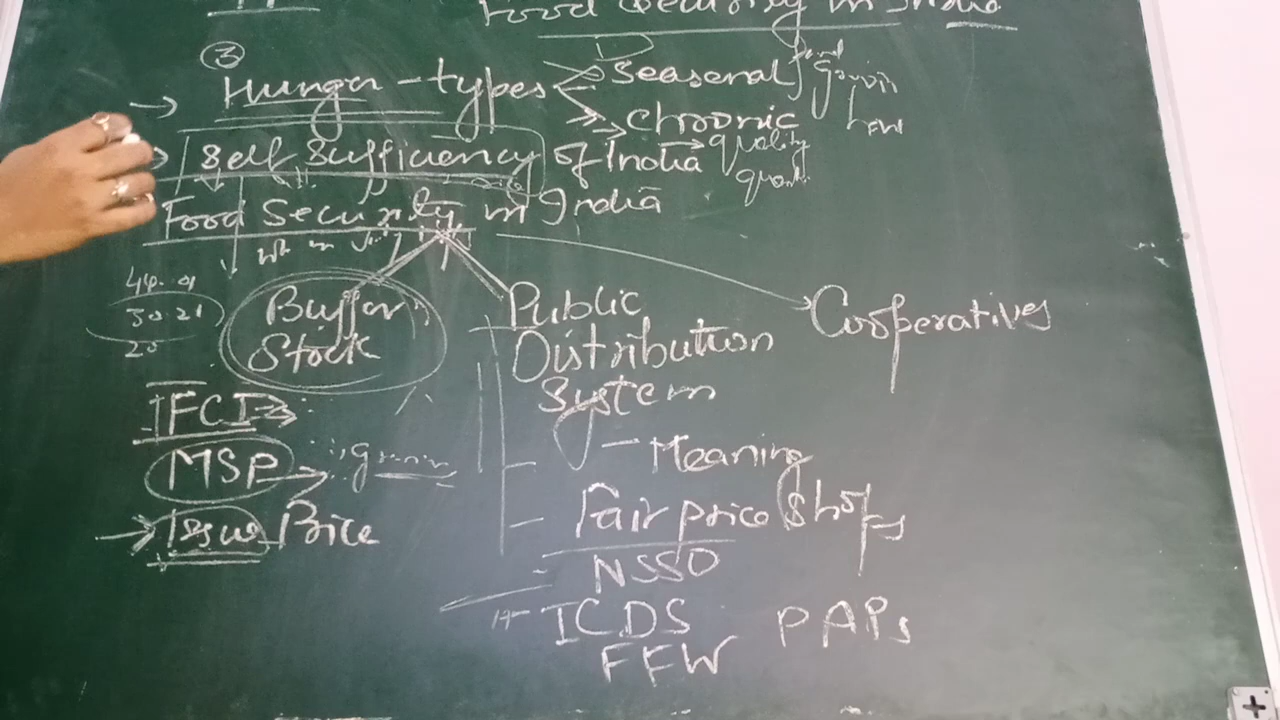 Food Security in India
③
Hunger - types
Seasonal
Chronic
Self Sufficiency of India
quality
Food Security in India
Buffer Stock
Public Distribution System
Cooperatives
FCI
MSP
Issue Price
- Meaning
- Fair price shops
- NSSO
ICDS PAPs
FFW